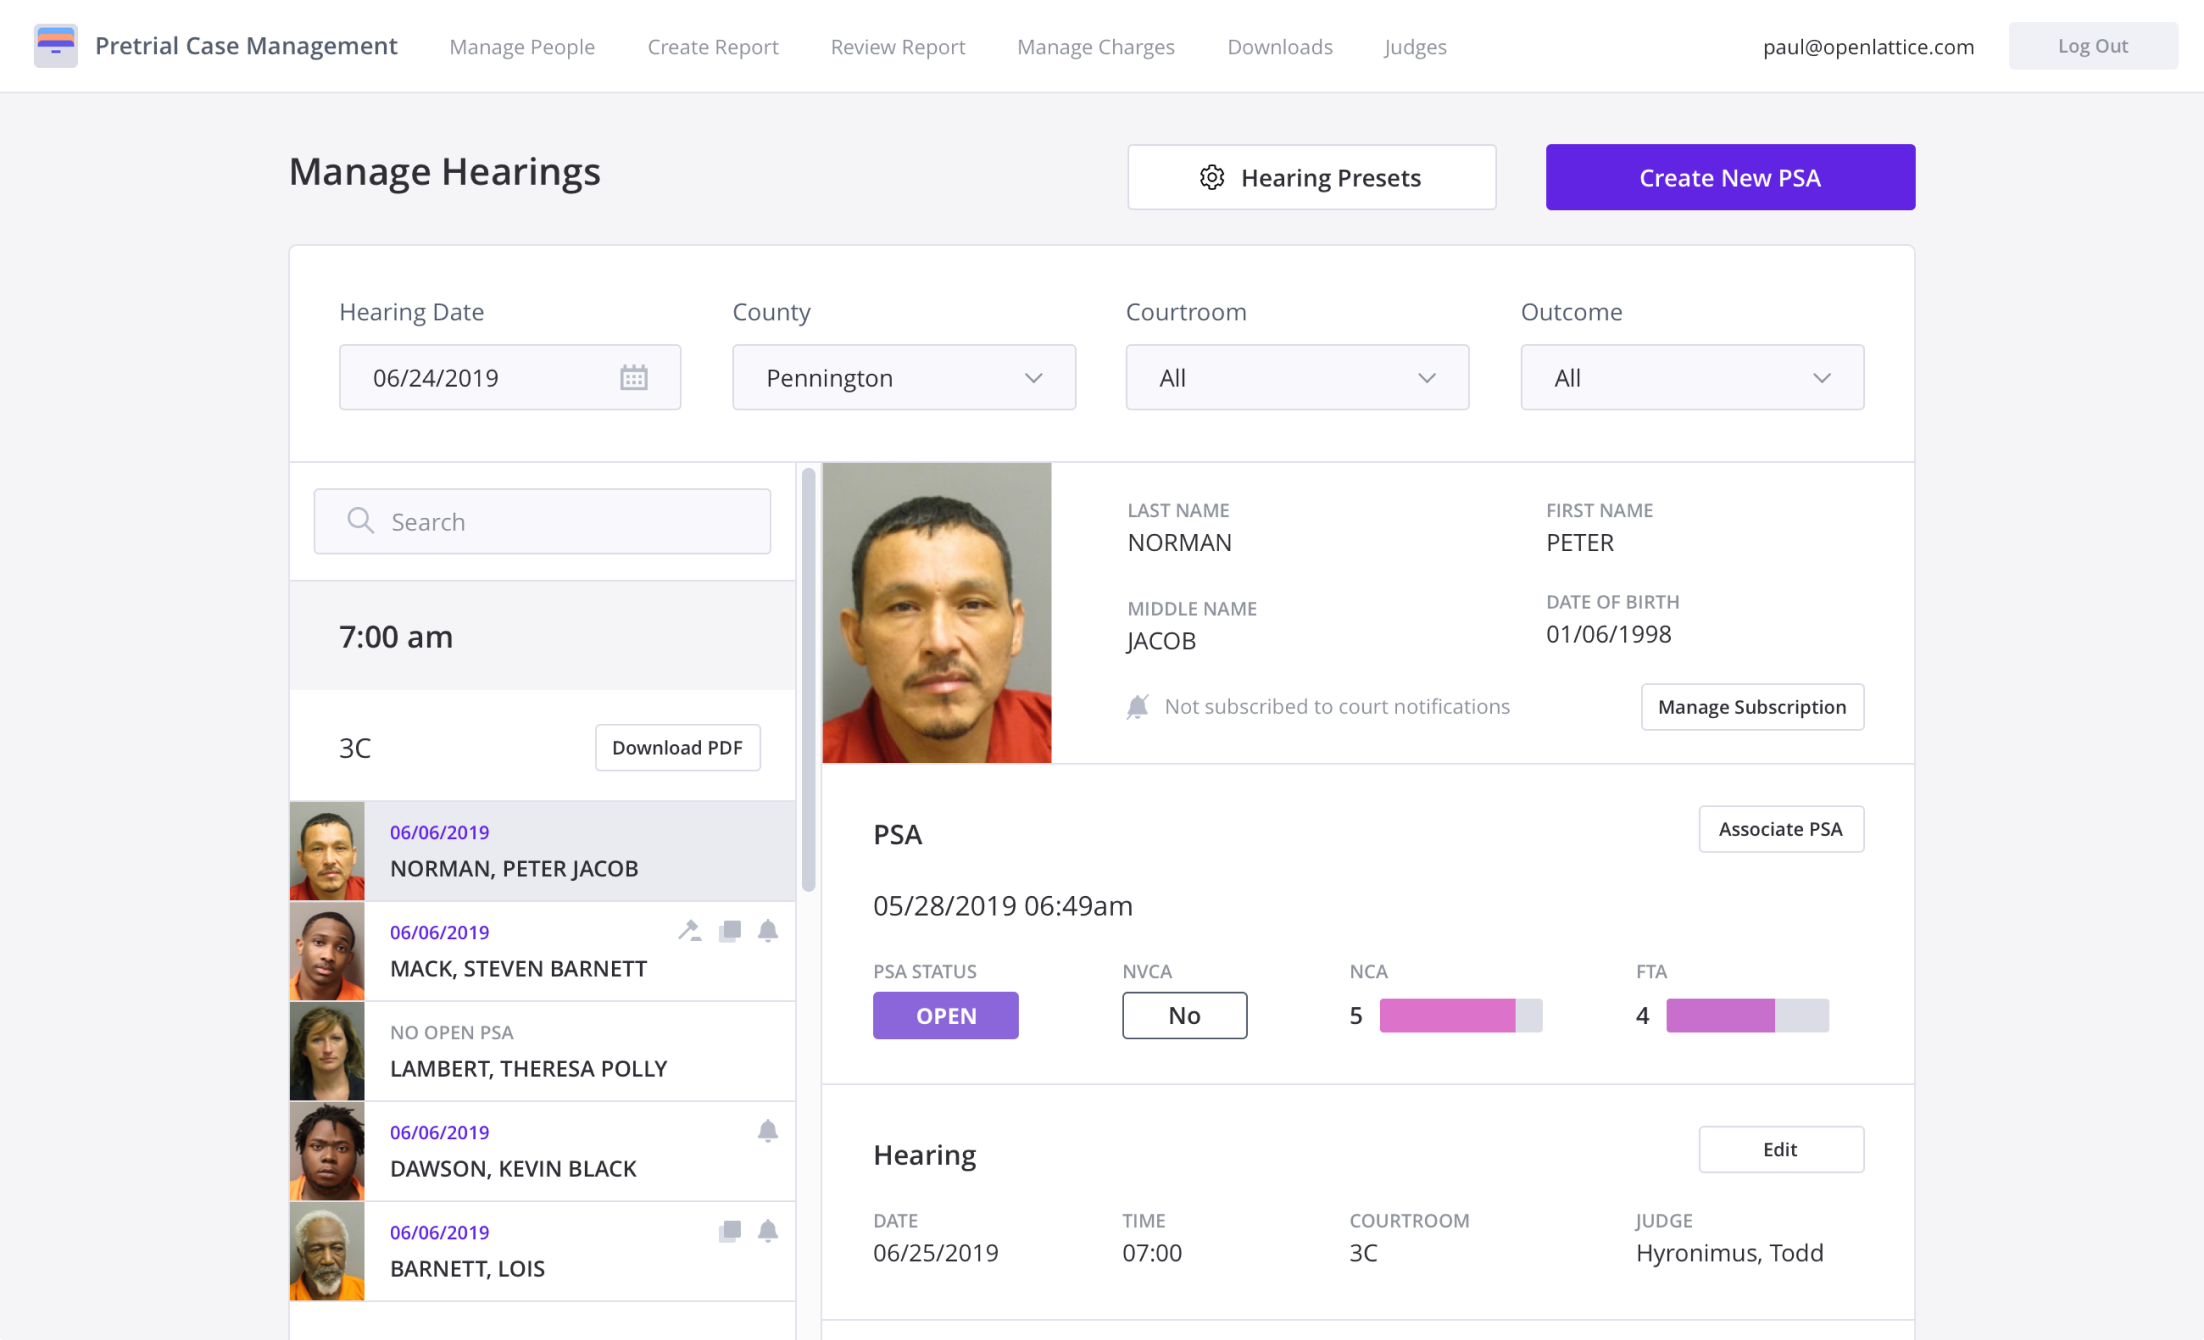 Pretrial Case Management
Manage People
Create Report
Review Report
Manage Charges
Downloads
Judges
paul@openlattice.com
Log Out
Manage Hearings
Hearing Presets
Create New PSA
Hearing Date
County
Courtroom
Outcome
06/24/2019
Pennington
All
All
Search
7:00 am
3C
Download PDF
06/06/2019
NORMAN, PETER JACOB
06/06/2019
MACK, STEVEN BARNETT
NO OPEN PSA
LAMBERT, THERESA POLLY
06/06/2019
DAWSON, KEVIN BLACK
06/06/2019
BARNETT, LOIS
LAST NAME
NORMAN
FIRST NAME
PETER
MIDDLE NAME
JACOB
DATE OF BIRTH
01/06/1998
Not subscribed to court notifications
Manage Subscription
PSA
Associate PSA
05/28/2019 06:49am
PSA STATUS
OPEN
NVCA
No
NCA
5
FTA
4
Hearing
Edit
DATE
06/25/2019
TIME
07:00
COURTROOM
3C
JUDGE
Hyronimus, Todd